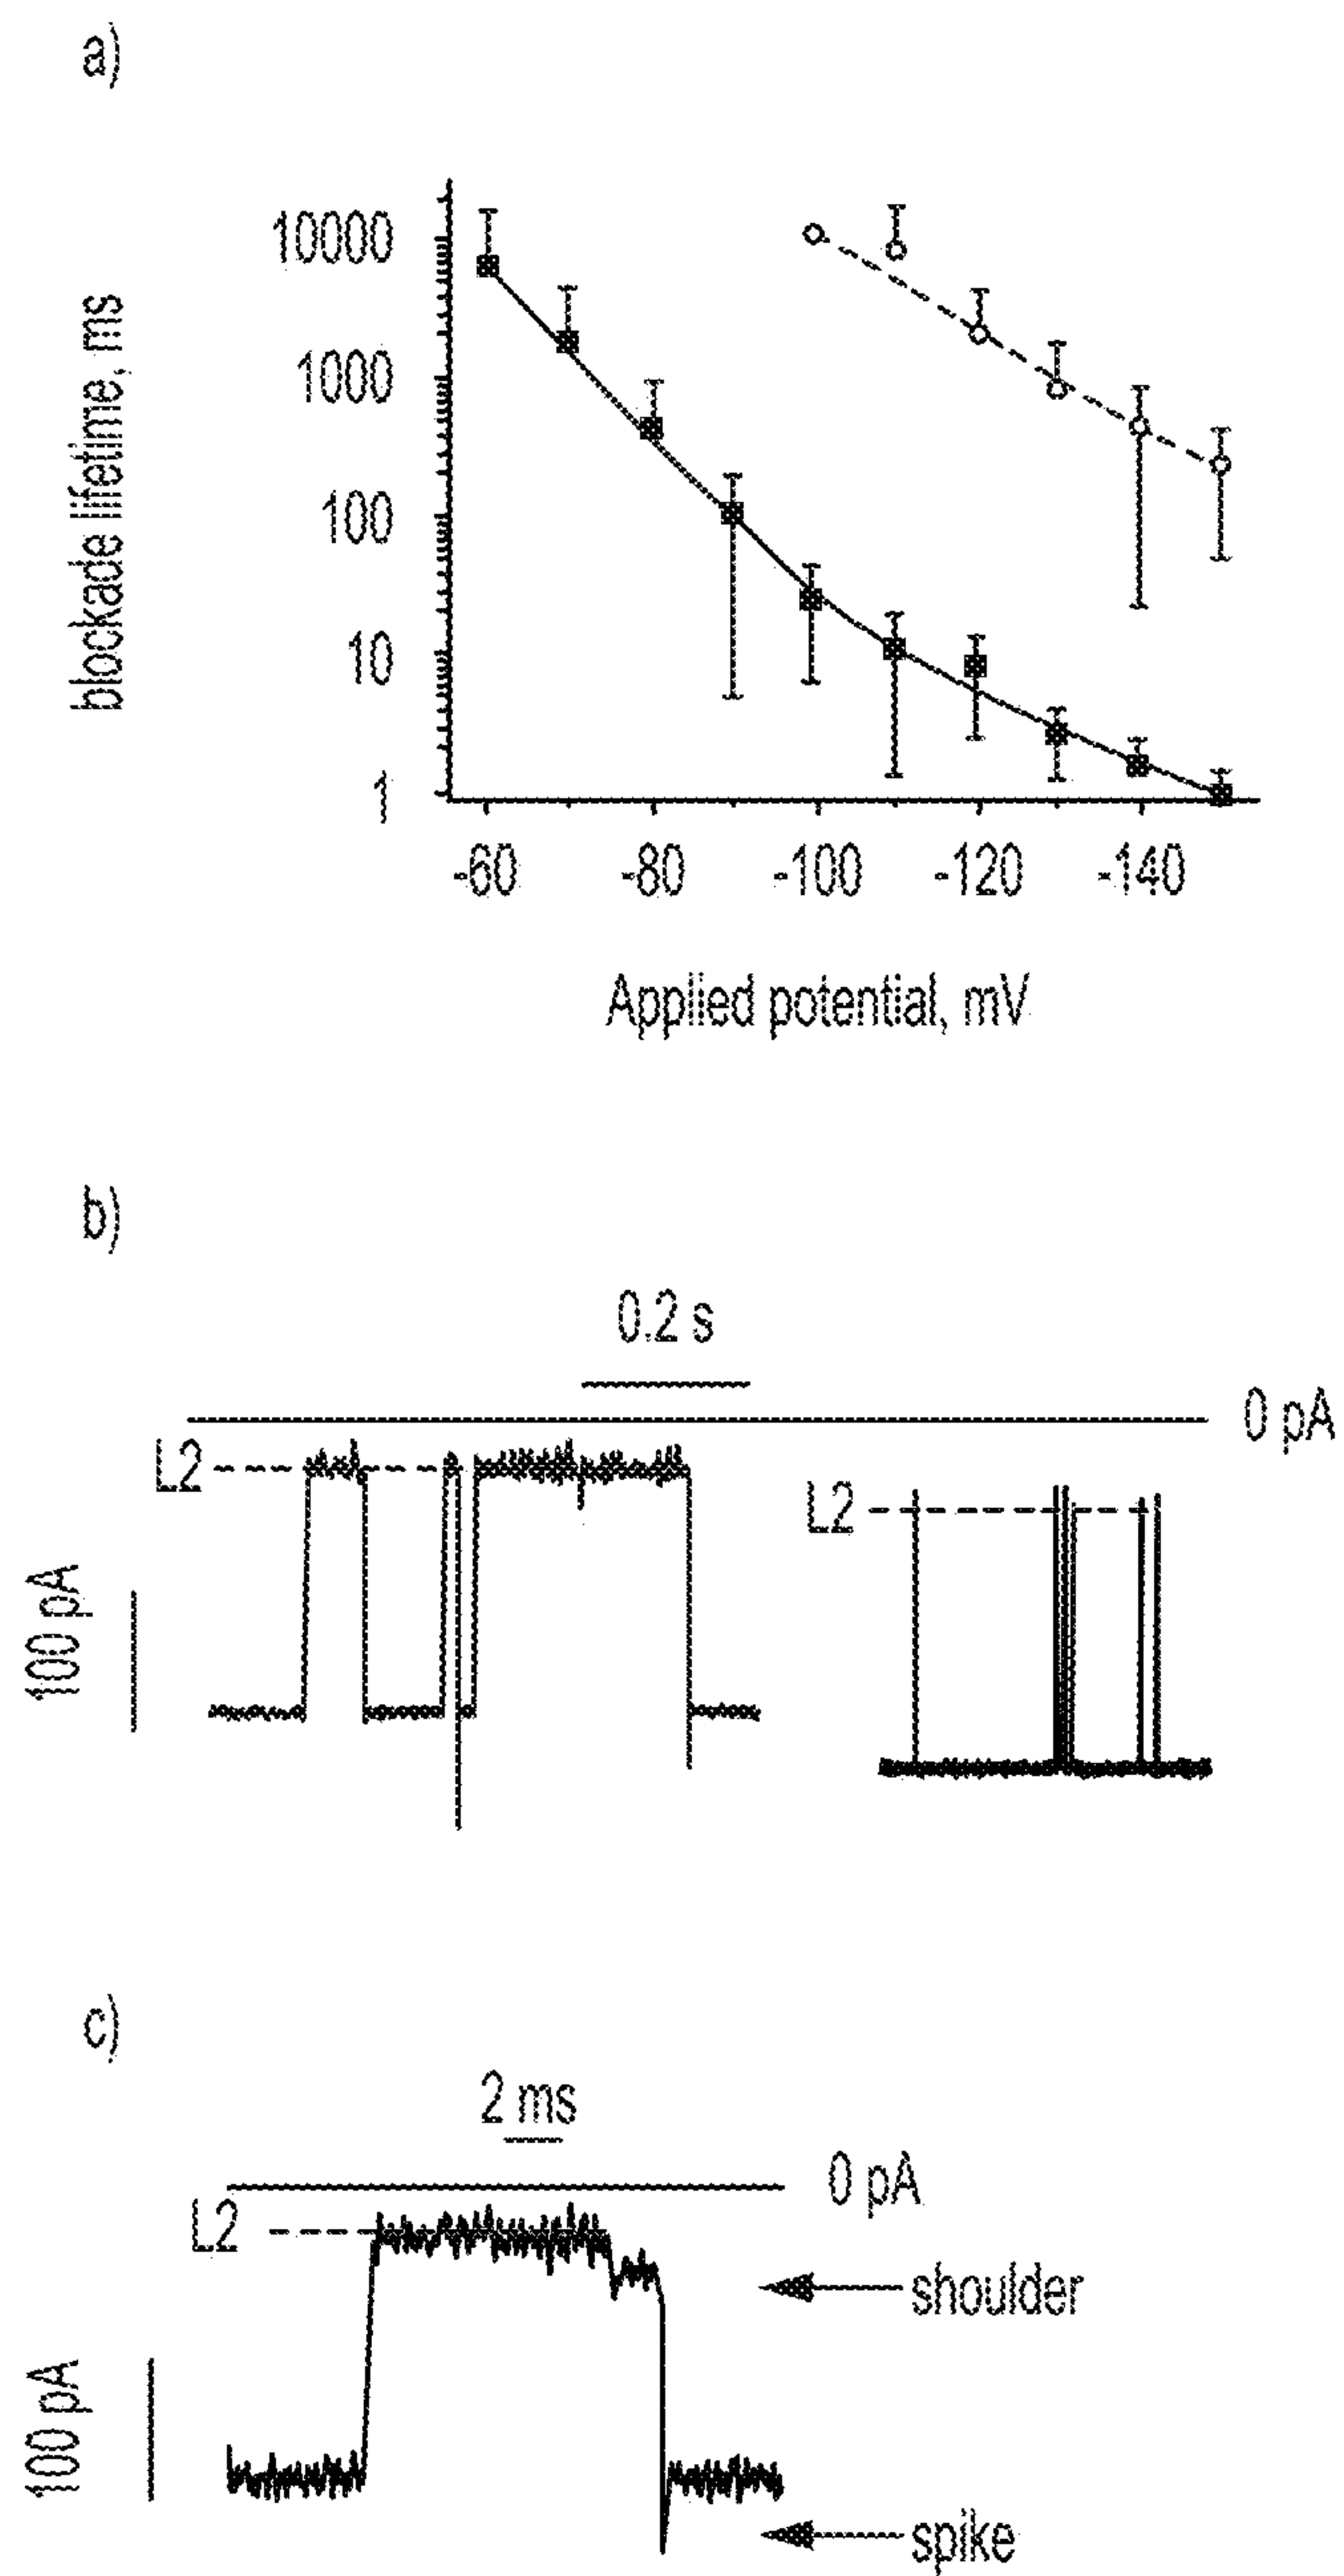 a)
blockade lifetime, ms
10000
1000
100
10
1
-60 -80 -100 -120 -140
Applied potential, mV
b)
0.2 s
0 pA
L2
L2
100 pA
c)
2 ms
0 pA
L2
shoulder
100 pA
spike